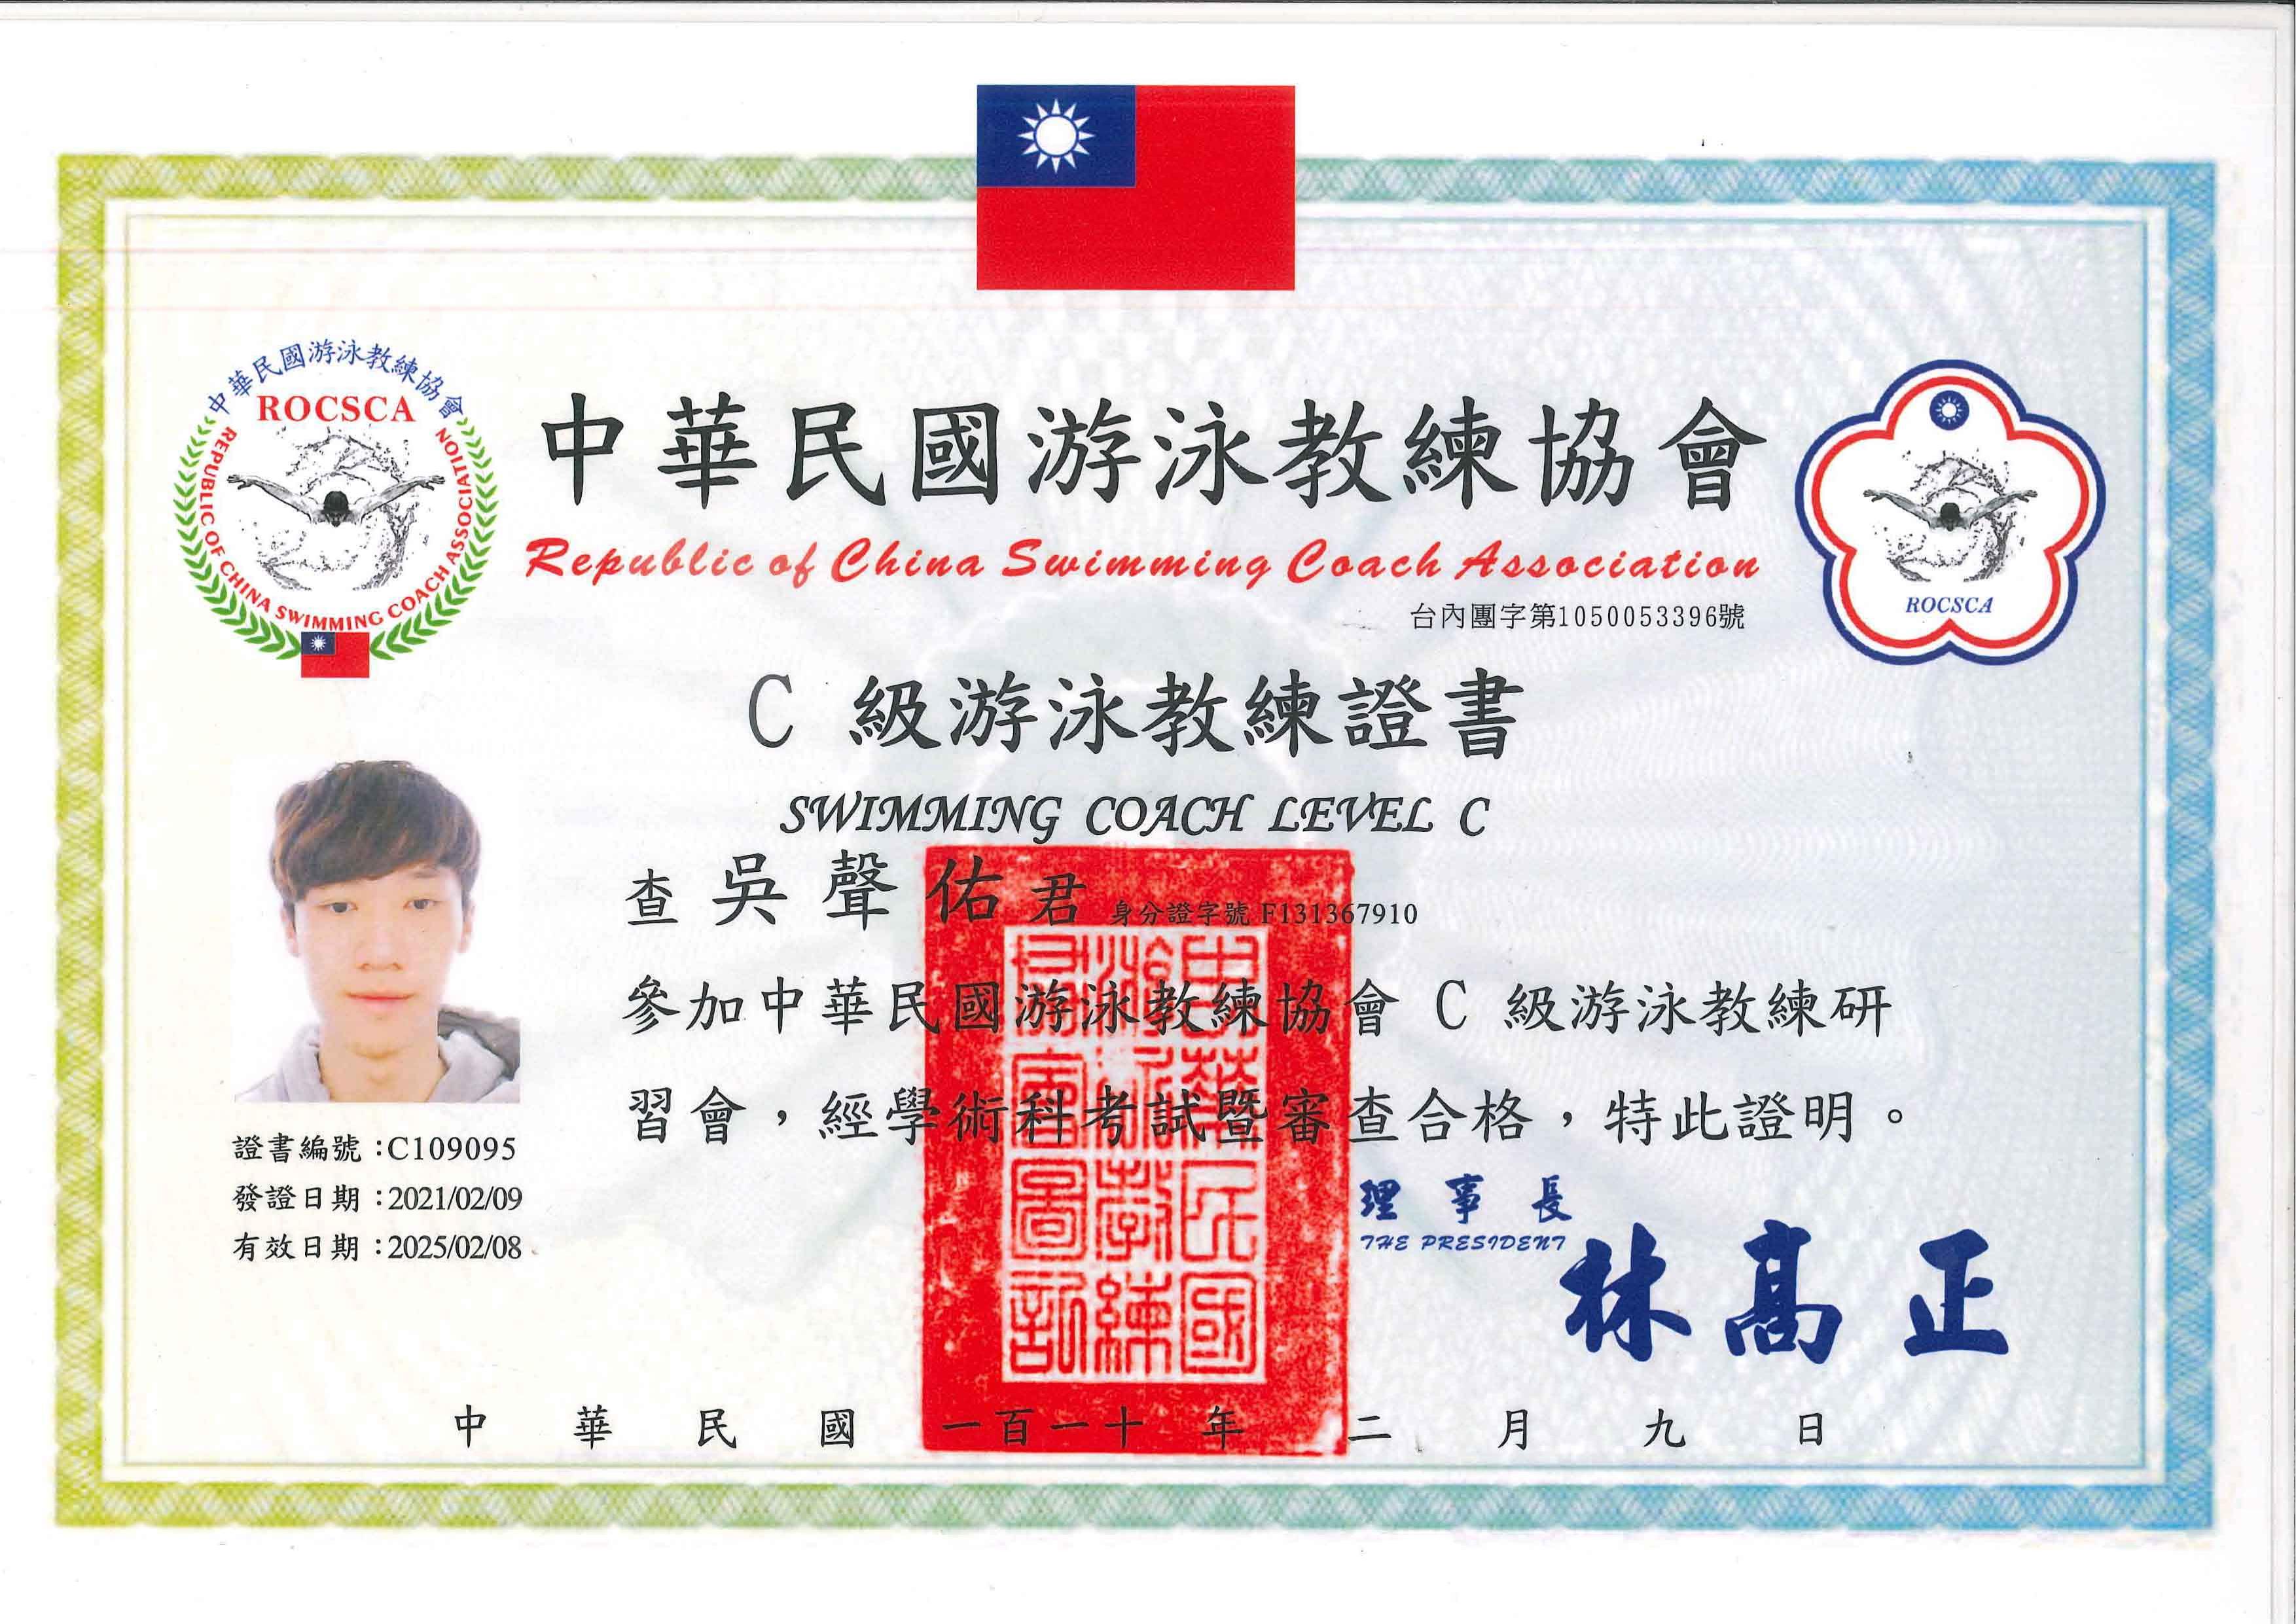 中華民國游泳教練協會
ROCSCA
REPUBLIC OF CHINA SWIMMING COACH ASSOCIATION
中華民國游泳教練協會
Republic of China Swimming Coach Association
台內團字第1050053396號
ROCSCA
C 級游泳教練證書
SWIMMING COACH LEVEL C
查 吳聲佑 君 身分證字號 F131367910
參加中華民國游泳教練協會 C 級游泳教練研
習會，經學術科考試暨審查合格，特此證明。
證書編號：C109095
發證日期：2021/02/09
有效日期：2025/02/08
理事長
THE PRESIDENT
林高正
中華民國游泳教練協會圖記
中華民國一百一十年二月九日